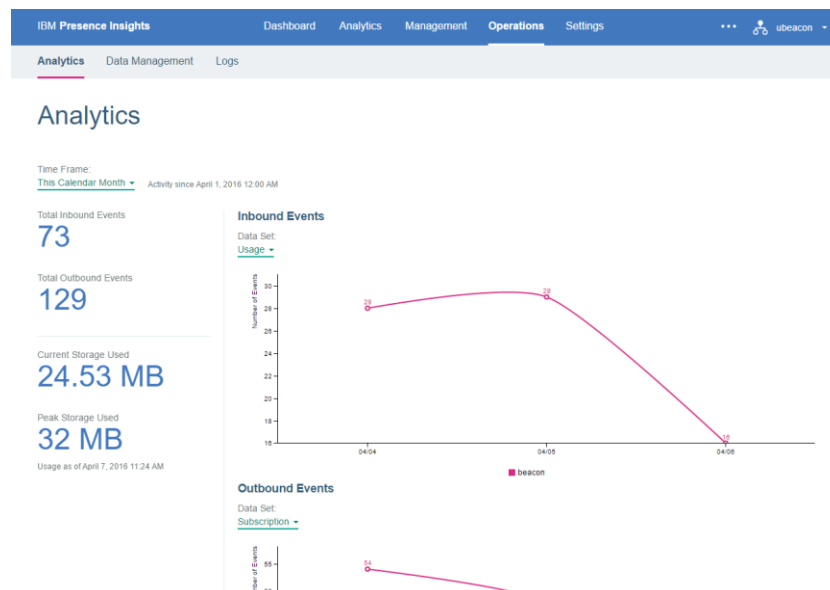 IBM Presence Insights Dashboard Analytics Management Operations Settings ••• ubeacon
Analytics Data Management Logs
Analytics
Time Frame:
This Calendar Month Activity since April 1, 2016 12:00 AM
Total Inbound Events
73
Total Outbound Events
129
Current Storage Used
24.53 MB
Peak Storage Used
32 MB
Usage as of April 7, 2016 11:24 AM
Inbound Events
Data Set:
Usage
Number of Events
30
28
26
24
22
20
18
16
28
29
16
04/04 04/05 04/06
beacon
Outbound Events
Data Set:
Subscription
of Events
55
54